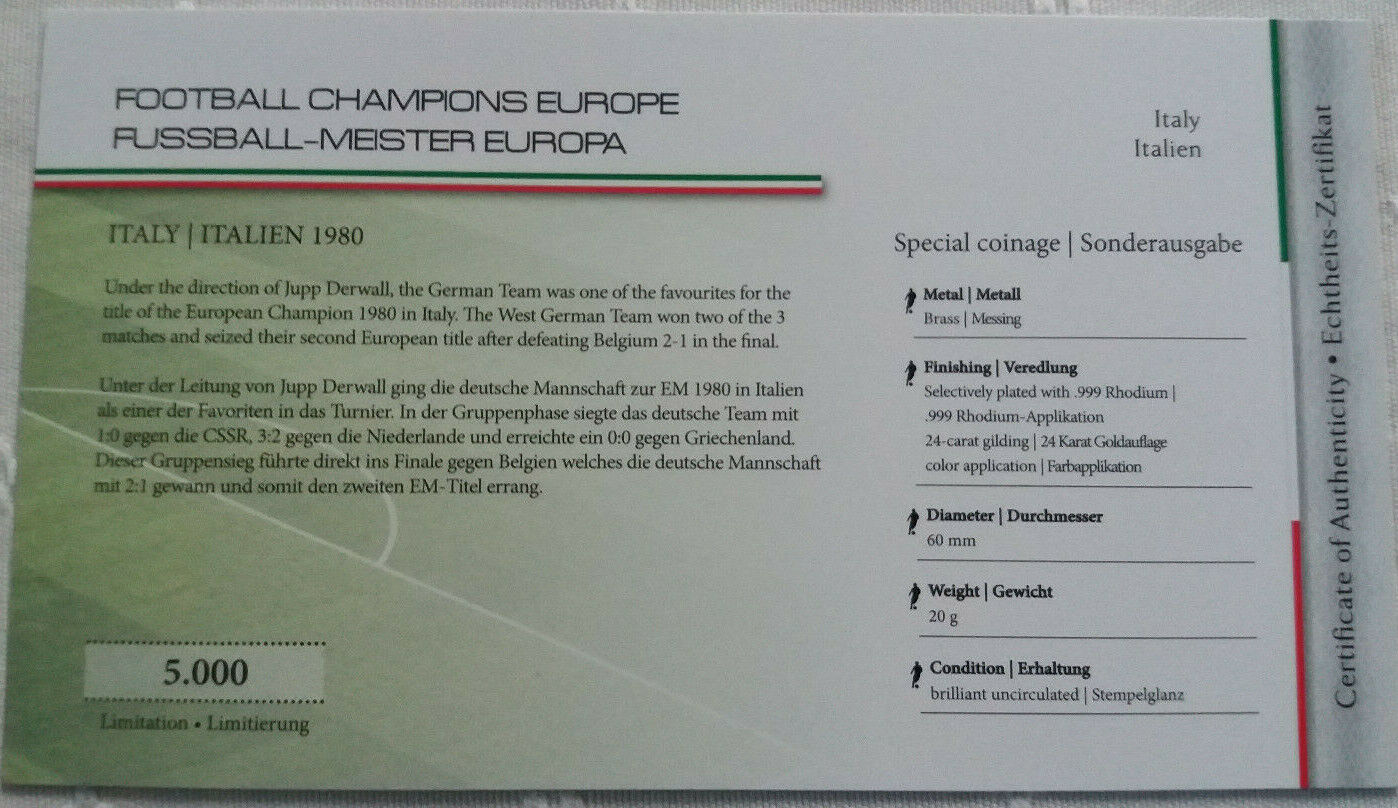 FOOTBALL CHAMPIONS EUROPE
FUSSBALL-MEISTER EUROPA
Italy
Italien
ITALY | ITALIEN 1980
Under the direction of Jupp Derwall, the German Team was one of the favourites for the
title of the European Champion 1980 in Italy. The West German Team won two of the 3
matches and seized their second European title after defeating Belgium 2-1 in the final.
Unter der Leitung von Jupp Derwall ging die deutsche Mannschaft zur EM 1980 in Italien
als einer der Favoriten in das Turnier. In der Gruppenphase siegte das deutsche Team mit
1:0 gegen die CSSR, 3:2 gegen die Niederlande und erreichte ein 0:0 gegen Griechenland.
Dieser Gruppensieg führte direkt ins Finale gegen Belgien welches die deutsche Mannschaft
mit 2:1 gewann und somit den zweiten EM-Titel errang.
5.000
Limitation • Limitierung
Special coinage | Sonderausgabe
Metal | Metall
Brass | Messing
Finishing | Veredlung
Selectively plated with .999 Rhodium |
.999 Rhodium-Applikation
24-carat gilding | 24 Karat Goldauflage
color application | Farbapplikation
Diameter | Durchmesser
60 mm
Weight | Gewicht
20 g
Condition | Erhaltung
brilliant uncirculated | Stempelglanz
Certificate of Authenticity • Echtheits-Zertifikat